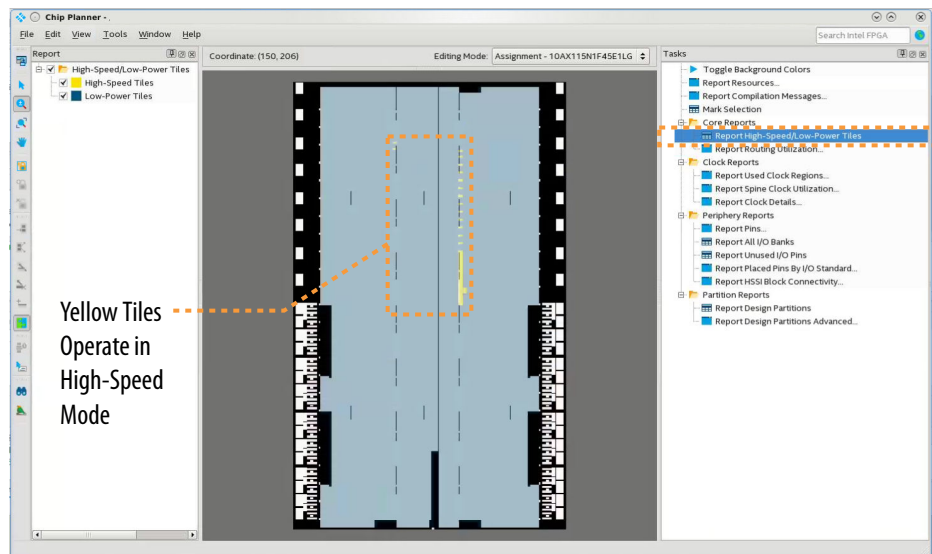 Chip Planner - .
File Edit View Tools Window Help
Search Intel FPGA
Report
High-Speed/Low-Power Tiles
High-Speed Tiles
Low-Power Tiles
Coordinate: (150, 206)
Editing Mode: Assignment - 10AX115N1F45E1LG
Tasks
Toggle Background Colors
Report Resources...
Report Compilation Messages...
Mark Selection
Core Reports
Report High-Speed/Low-Power Tiles
Report Routing Utilization...
Clock Reports
Report Used Clock Regions...
Report Spine Clock Utilization...
Report Clock Details...
Periphery Reports
Report Pins...
Report All I/O Banks
Report Unused I/O Pins
Report Placed Pins By I/O Standard...
Report HSSI Block Connectivity...
Partition Reports
Report Design Partitions
Report Design Partitions Advanced...
Yellow Tiles
Operate in
High-Speed
Mode